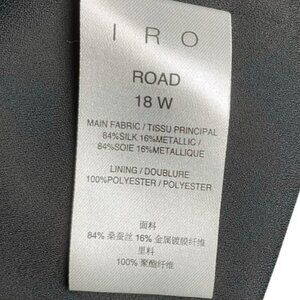 IRO
ROAD
18 W
MAIN FABRIC / TISSU PRINCIPAL
84%SILK 16%METALLIC /
84%SOIE 16%METALLIQUE
LINING / DOUBLURE
100%POLYESTER / POLYESTER
面料
84% 桑蚕丝 16% 金属镀膜纤维
里料
100% 聚酯纤维